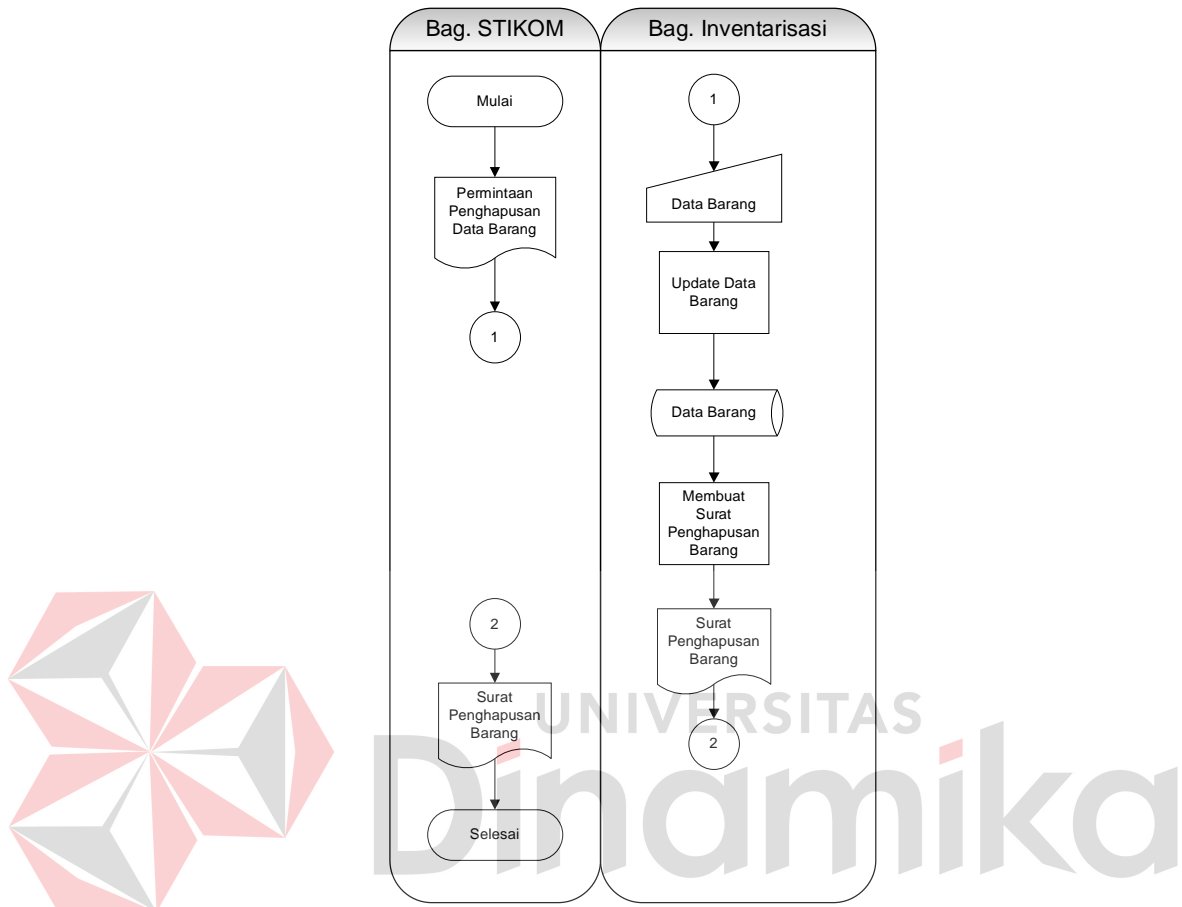 Bag. STIKOM
Bag. Inventarisasi
Mulai
Permintaan
Penghapusan
Data Barang
1
1
Data Barang
Update Data
Barang
Data Barang
Membuat
Surat
Penghapusan
Barang
Surat
Penghapusan
Barang
2
2
Surat
Penghapusan
Barang
Selesai
UNIVERSITAS
Dinamika